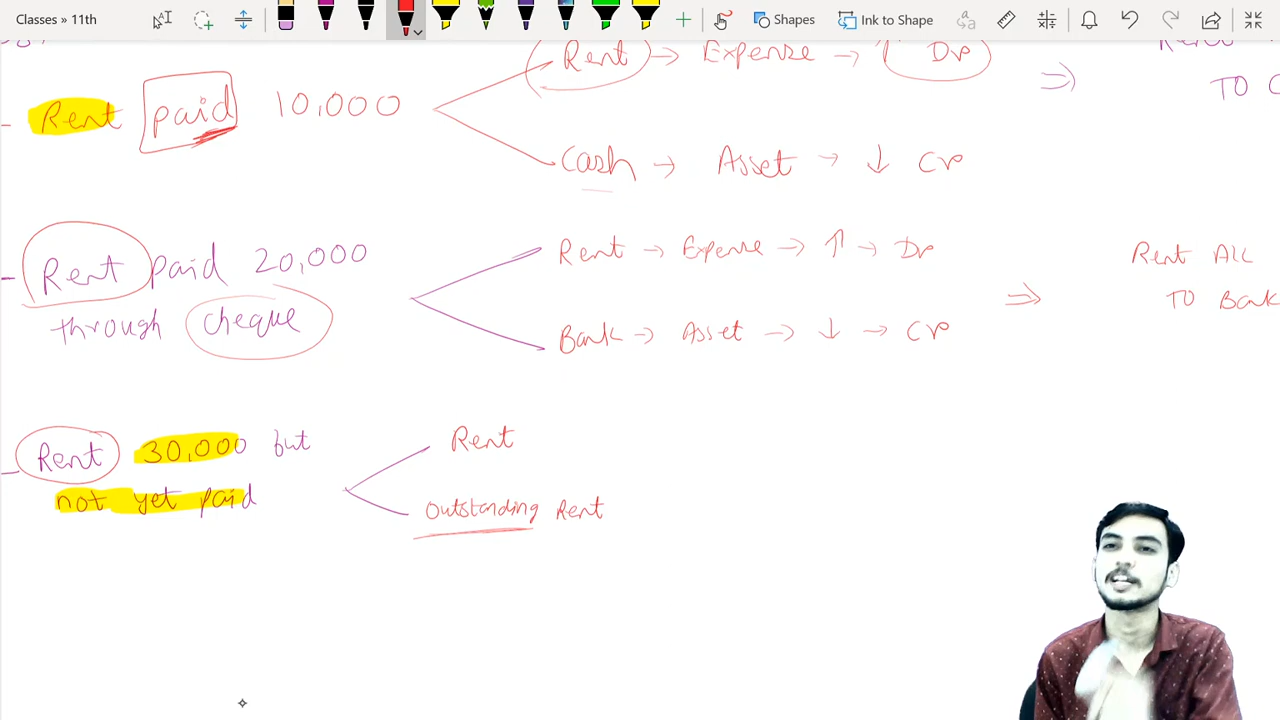 Classes » 11th
Shapes
Ink to Shape
Rent → Expense → ↑ Dr
⇒
TO C
Rent paid 10,000
Cash → Asset → ↓ Cr
Rent paid 20,000
through cheque
Rent → Expense → ↑ → Dr
Bank → Asset → ↓ → Cr
⇒
Rent A/c
TO Bank
Rent 30,000 but
not yet paid
Rent
Outstanding Rent